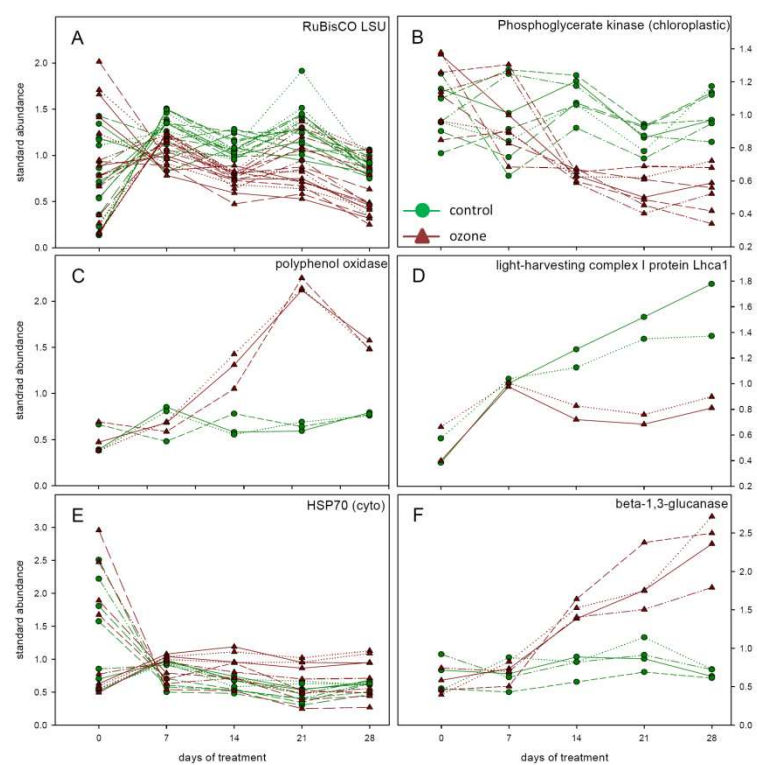 A
RuBisCO LSU
2.5
2.0
1.5
1.0
0.5
0.0
standard abundance
B
Phosphoglycerate kinase (chloroplastic)
1.4
1.2
1.0
0.8
0.6
0.4
0.2
control
ozone
C
polyphenol oxidase
2.0
1.5
1.0
0.5
0.0
standrad abundance
D
light-harvesting complex I protein Lhca1
1.8
1.6
1.4
1.2
1.0
0.8
0.6
0.4
0.2
E
HSP70 (cyto)
3.0
2.5
2.0
1.5
1.0
0.5
0.0
standard abundance
0 7 14 21 28
days of treatment
F
beta-1,3-glucanase
2.5
2.0
1.5
1.0
0.5
0.0
0 7 14 21 28
days of treatment